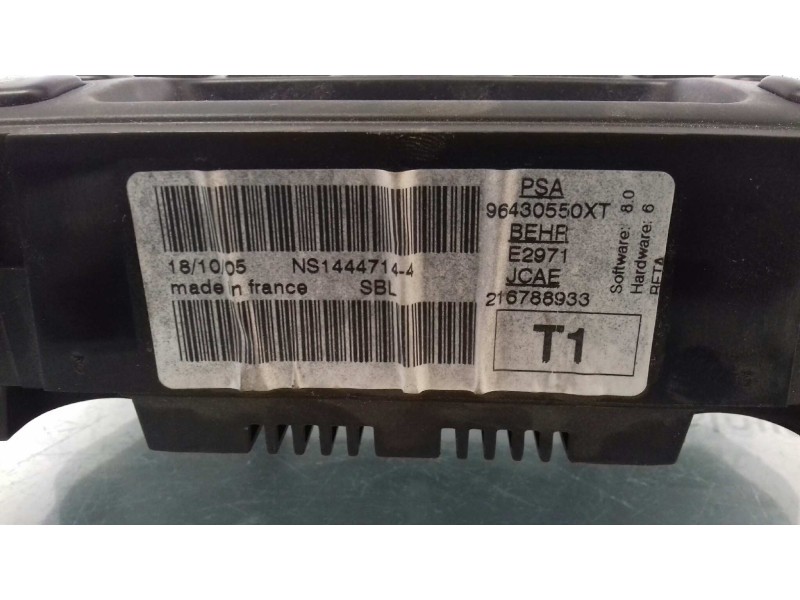 PSA
96430550XT
BEHR
E2971
JCAE
216788933
T1
18/10/05 NS1444714-4
made in france SBL
Software: 8.0
Hardware: 6
BETA